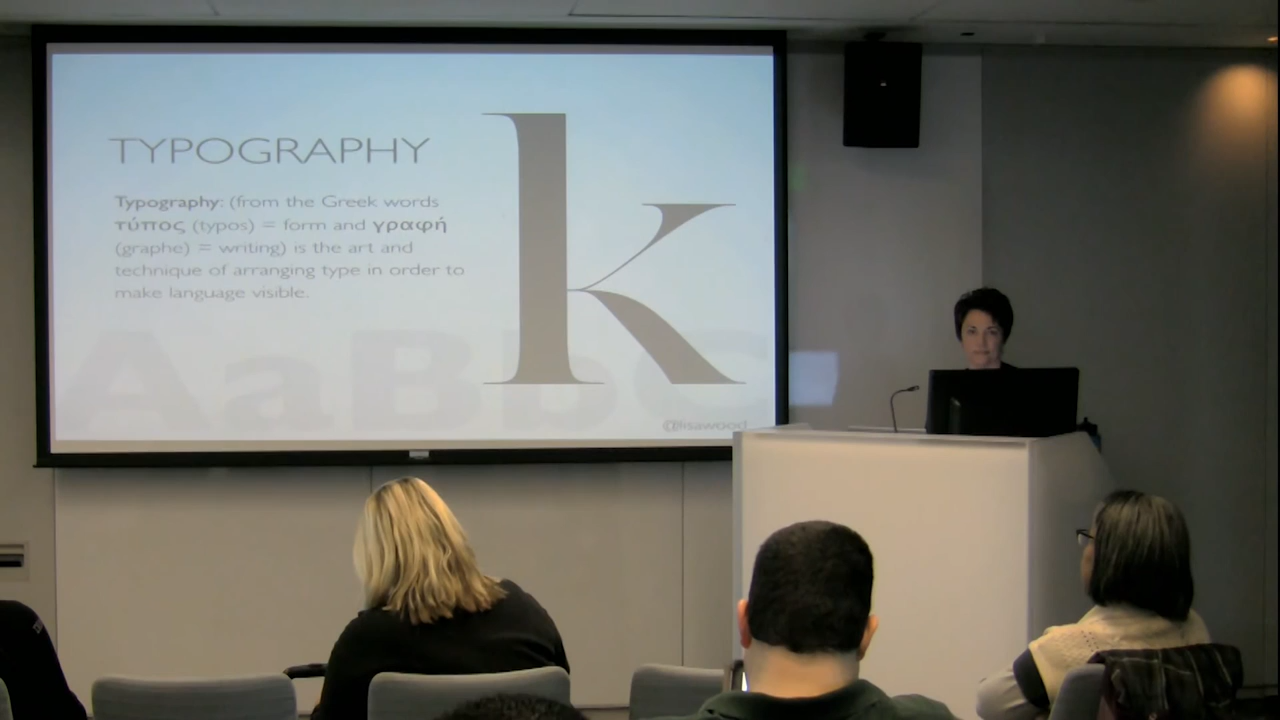 TYPOGRAPHY
Typography: (from the Greek words
τύπος (typos) = form and γραφή
(graphe) = writing) is the art and
technique of arranging type in order to
make language visible.
k
AaBbC
@lisawood